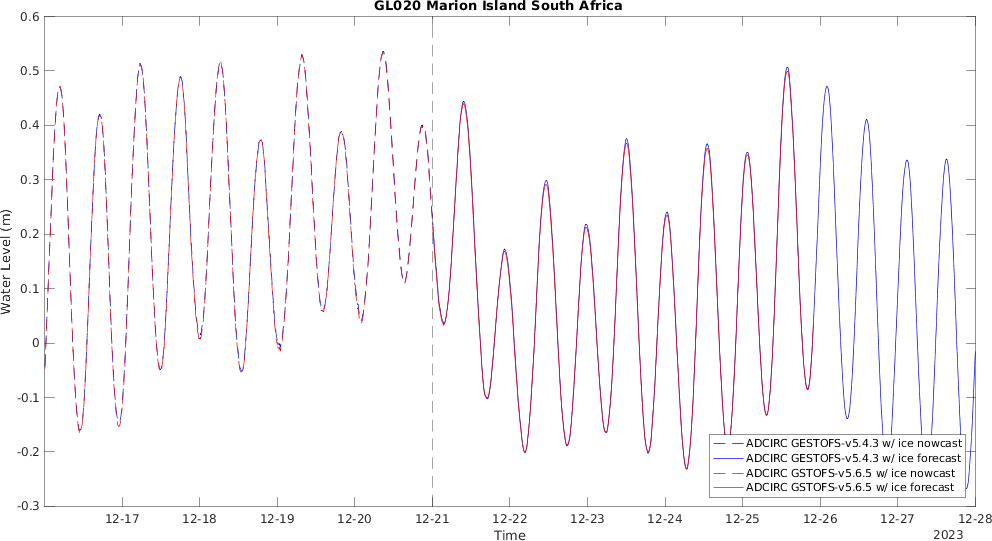 GL020 Marion Island South Africa
0.6
0.5
0.4
0.3
0.2
0.1
0
-0.1
-0.2
-0.3
Water Level (m)
ADCIRC GESTOFS-v5.4.3 w/ ice nowcast
ADCIRC GESTOFS-v5.4.3 w/ ice forecast
ADCIRC GSTOFS-v5.6.5 w/ ice nowcast
ADCIRC GSTOFS-v5.6.5 w/ ice forecast
12-17 12-18 12-19 12-20 12-21 12-22 12-23 12-24 12-25 12-26 12-27 12-28
Time
2023